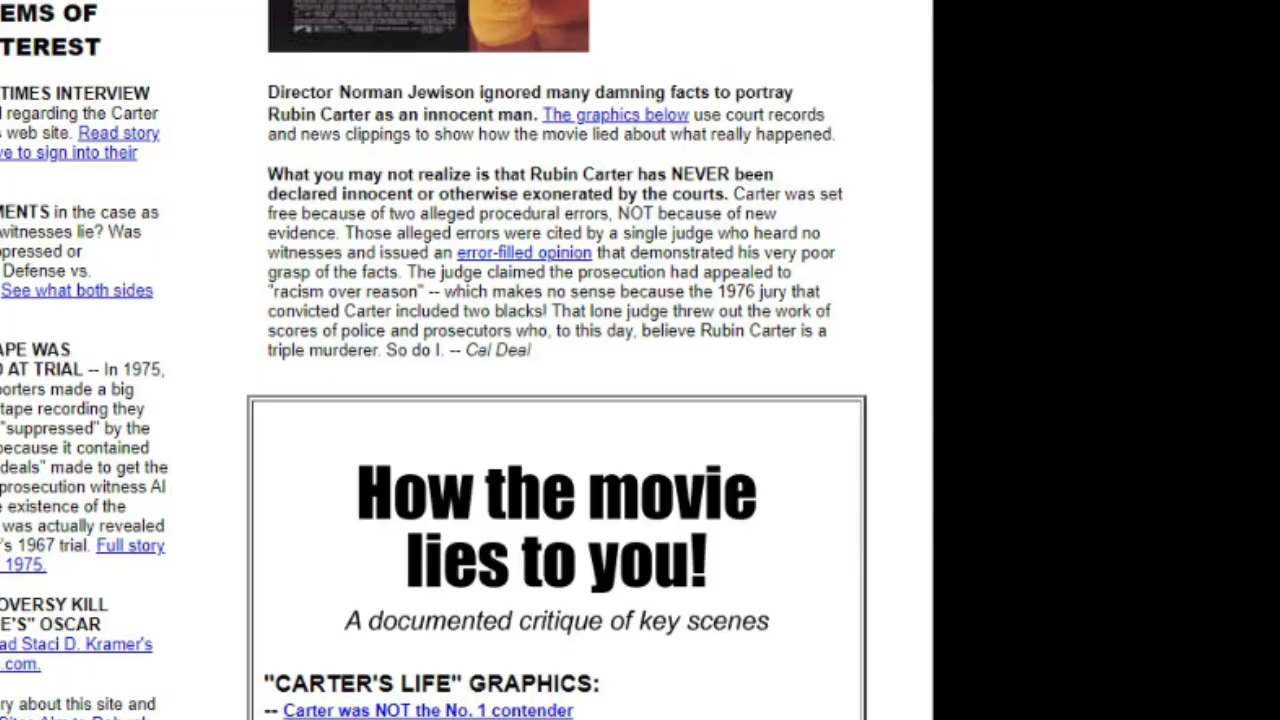 EMS OF
TEREST
TIMES INTERVIEW
regarding the Carter
web site. Read story
ve to sign into their
MENTS in the case as
witnesses lie? Was
ppressed or
Defense vs.
See what both sides
APE WAS
D AT TRIAL -- In 1975,
porters made a big
tape recording they
"suppressed" by the
because it contained
deals" made to get the
prosecution witness Al
e existence of the
was actually revealed
's 1967 trial. Full story
1975.
OVERSY KILL
E'S" OSCAR
ad Staci D. Kramer's
.com.
ry about this site and
Director Norman Jewison ignored many damning facts to portray
Rubin Carter as an innocent man. The graphics below use court records
and news clippings to show how the movie lied about what really happened.
What you may not realize is that Rubin Carter has NEVER been
declared innocent or otherwise exonerated by the courts. Carter was set
free because of two alleged procedural errors, NOT because of new
evidence. Those alleged errors were cited by a single judge who heard no
witnesses and issued an error-filled opinion that demonstrated his very poor
grasp of the facts. The judge claimed the prosecution had appealed to
"racism over reason" -- which makes no sense because the 1976 jury that
convicted Carter included two blacks! That lone judge threw out the work of
scores of police and prosecutors who, to this day, believe Rubin Carter is a
triple murderer. So do I. -- Cal Deal
How the movie
lies to you!
A documented critique of key scenes
"CARTER'S LIFE" GRAPHICS:
-- Carter was NOT the No. 1 contender